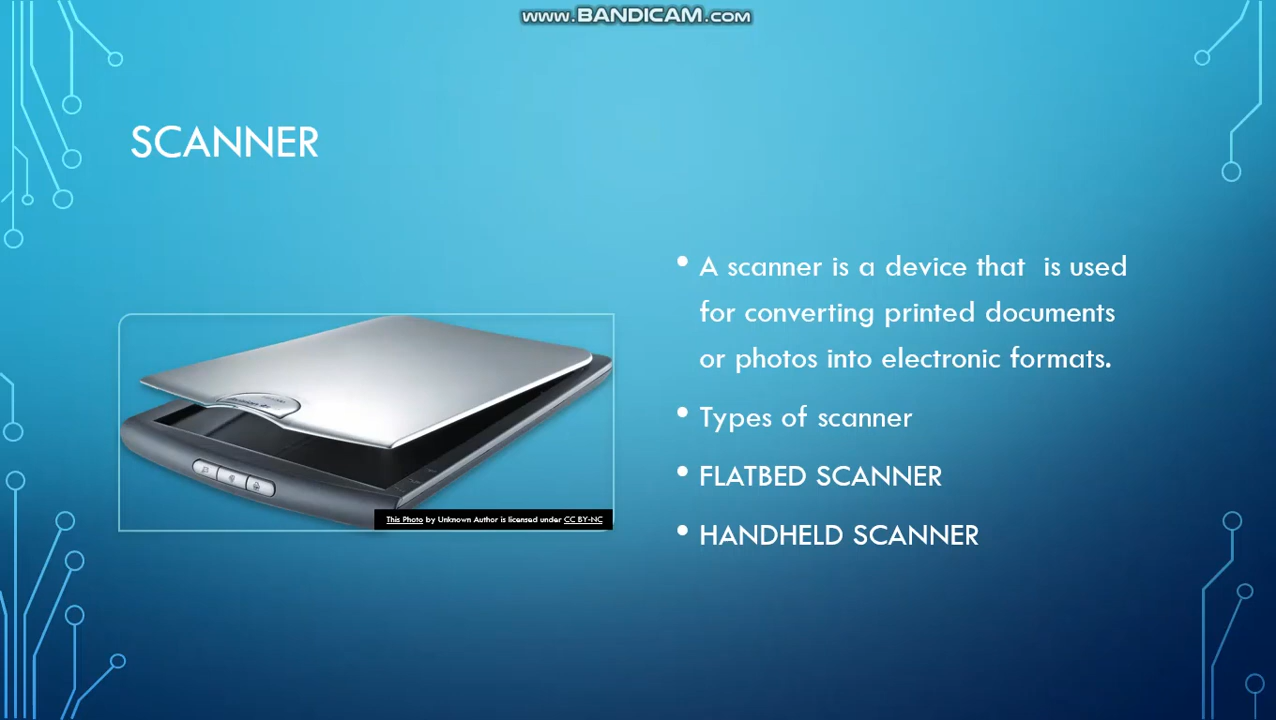 www.BANDICAM.com
SCANNER
• A scanner is a device that is used
for converting printed documents
or photos into electronic formats.
• Types of scanner
• FLATBED SCANNER
• HANDHELD SCANNER
This Photo by Unknown Author is licensed under CC BY-NC